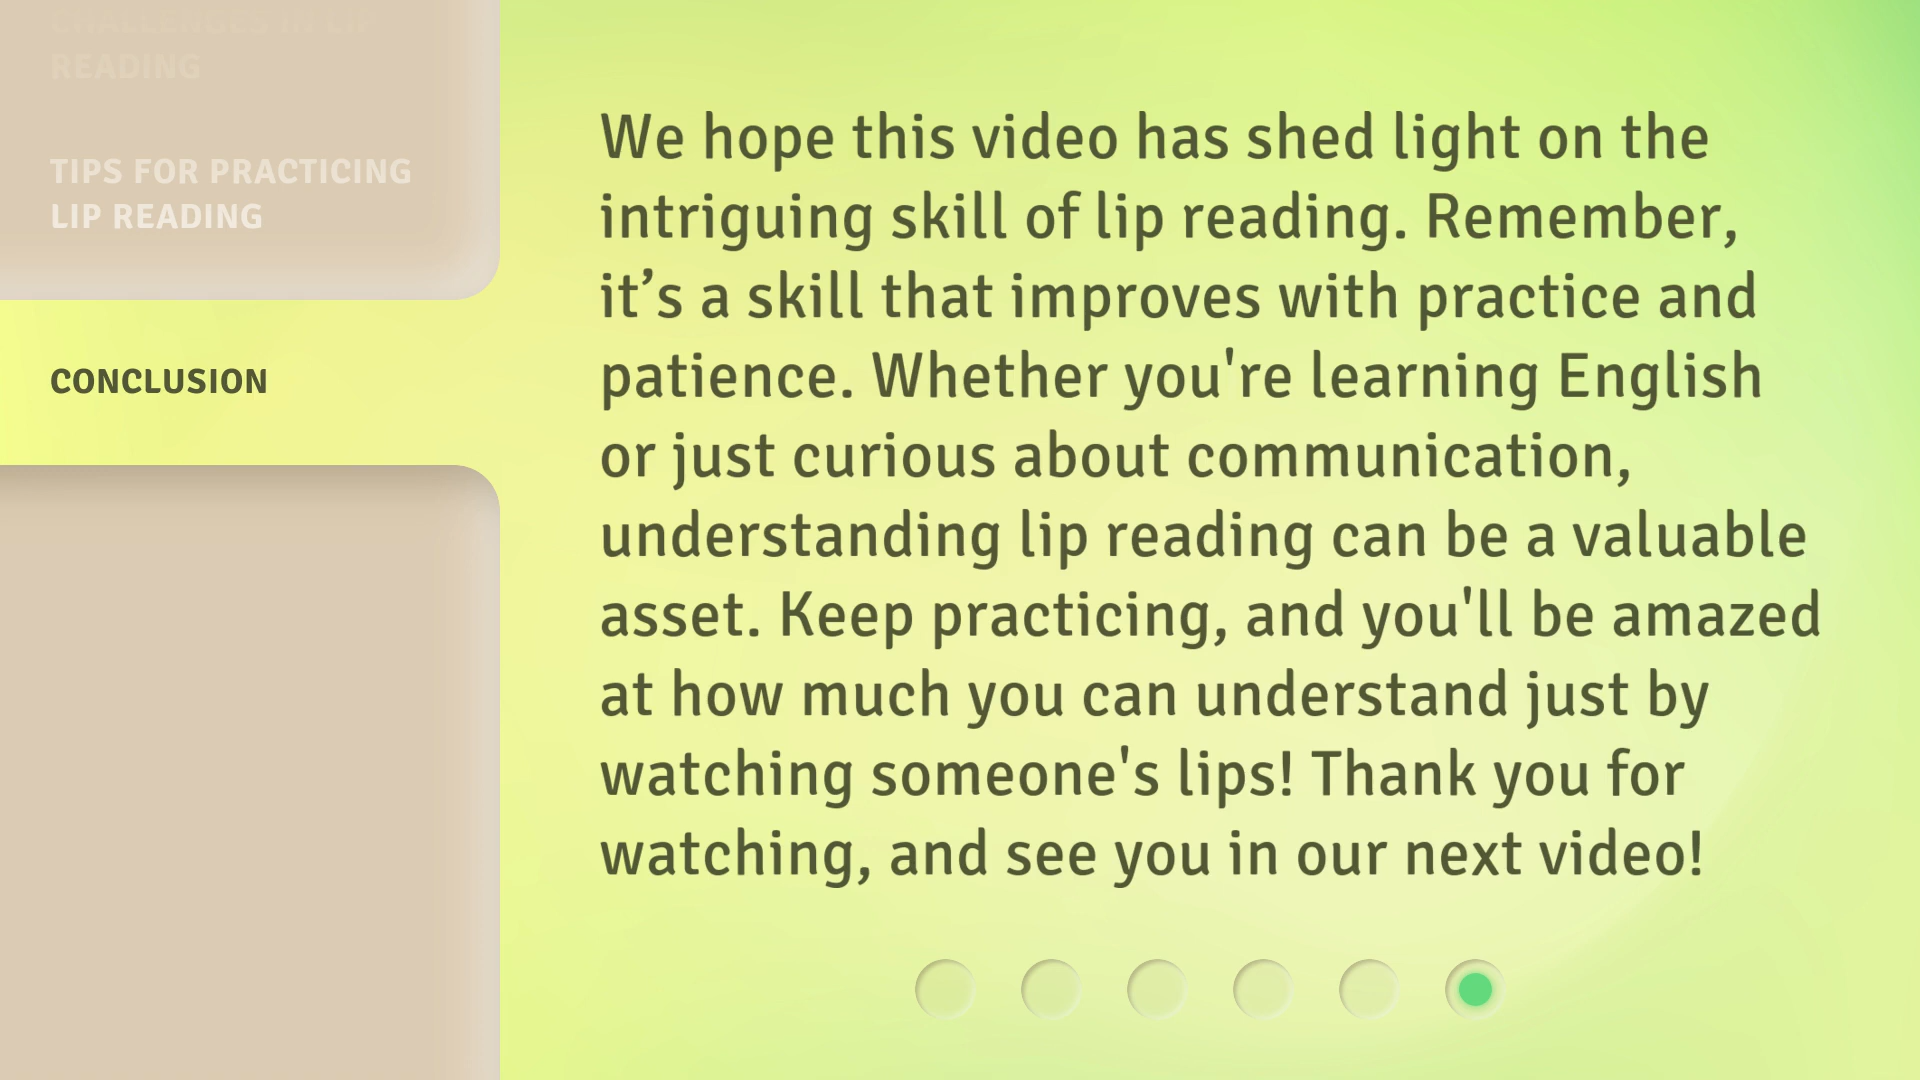 CHALLENGES IN LIP
READING
TIPS FOR PRACTICING
LIP READING
CONCLUSION
We hope this video has shed light on the
intriguing skill of lip reading. Remember,
it’s a skill that improves with practice and
patience. Whether you're learning English
or just curious about communication,
understanding lip reading can be a valuable
asset. Keep practicing, and you'll be amazed
at how much you can understand just by
watching someone's lips! Thank you for
watching, and see you in our next video!